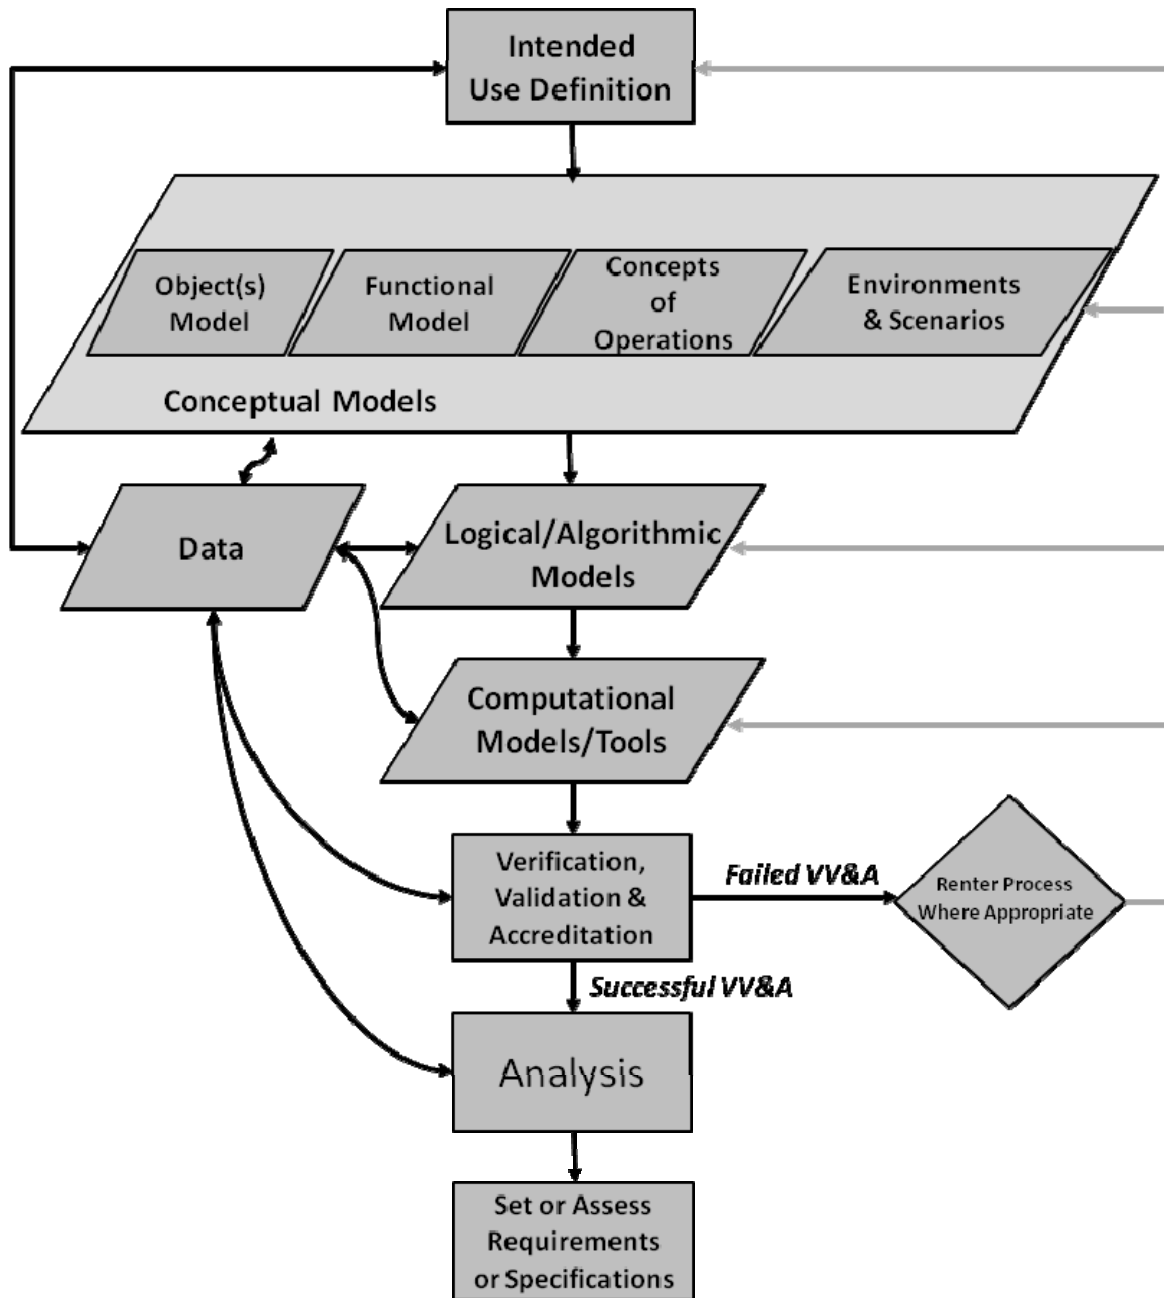 Intended
Use Definition
Object(s)
Model
Functional
Model
Concepts
of
Operations
Environments
& Scenarios
Conceptual Models
Data
Logical/Algorithmic
Models
Computational
Models/Tools
Verification,
Validation &
Accreditation
Failed VV&A
Renter Process
Where Appropriate
Successful VV&A
Analysis
Set or Assess
Requirements
or Specifications